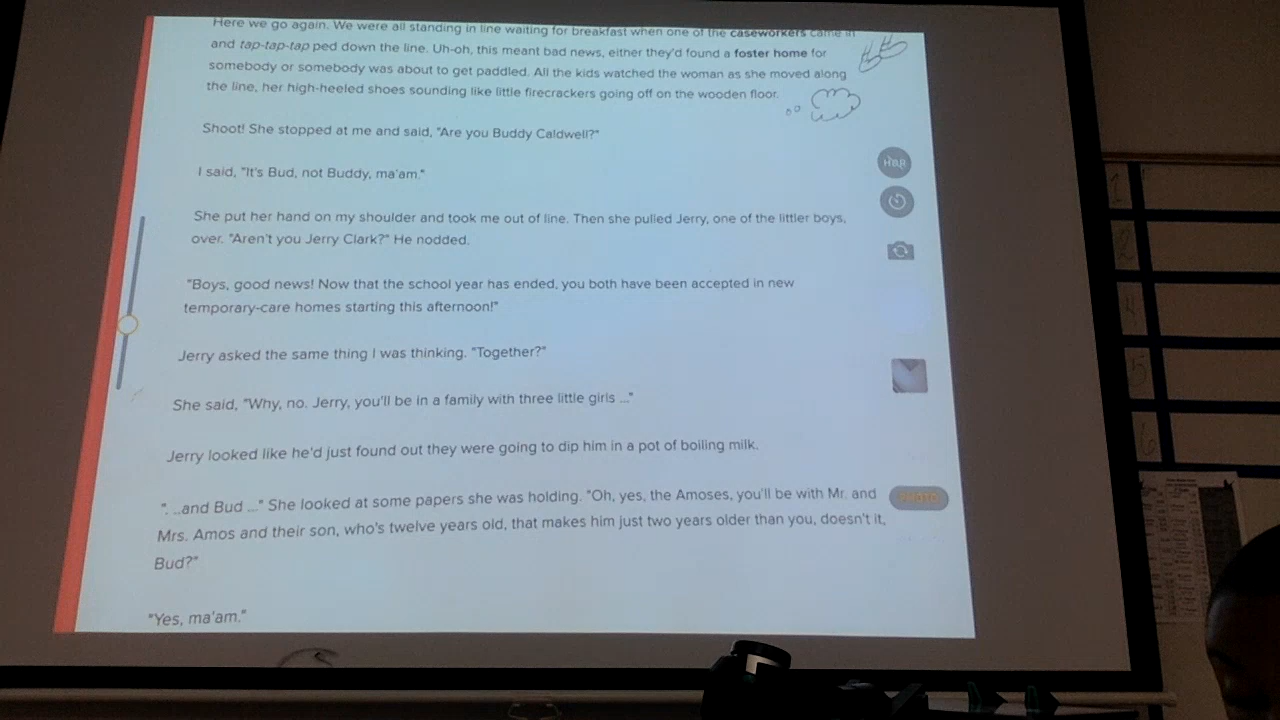 Here we go again. We were all standing in line waiting for breakfast when one of the caseworkers came in
and tap-tap-tap ped down the line. Uh-oh, this meant bad news, either they'd found a foster home for
somebody or somebody was about to get paddled. All the kids watched the woman as she moved along
the line, her high-heeled shoes sounding like little firecrackers going off on the wooden floor.
Shoot! She stopped at me and said, "Are you Buddy Caldwell?"
I said, "It's Bud, not Buddy, ma'am."
She put her hand on my shoulder and took me out of line. Then she pulled Jerry, one of the littler boys,
over. "Aren't you Jerry Clark?" He nodded.
"Boys, good news! Now that the school year has ended, you both have been accepted in new
temporary-care homes starting this afternoon!"
Jerry asked the same thing I was thinking. "Together?"
She said, "Why, no. Jerry, you'll be in a family with three little girls ..."
Jerry looked like he'd just found out they were going to dip him in a pot of boiling milk.
"...and Bud ..." She looked at some papers she was holding. "Oh, yes, the Amoses, you'll be with Mr. and
Mrs. Amos and their son, who's twelve years old, that makes him just two years older than you, doesn't it,
Bud?"
"Yes, ma'am."
HDR
PHOTO
1
2
4
5
6